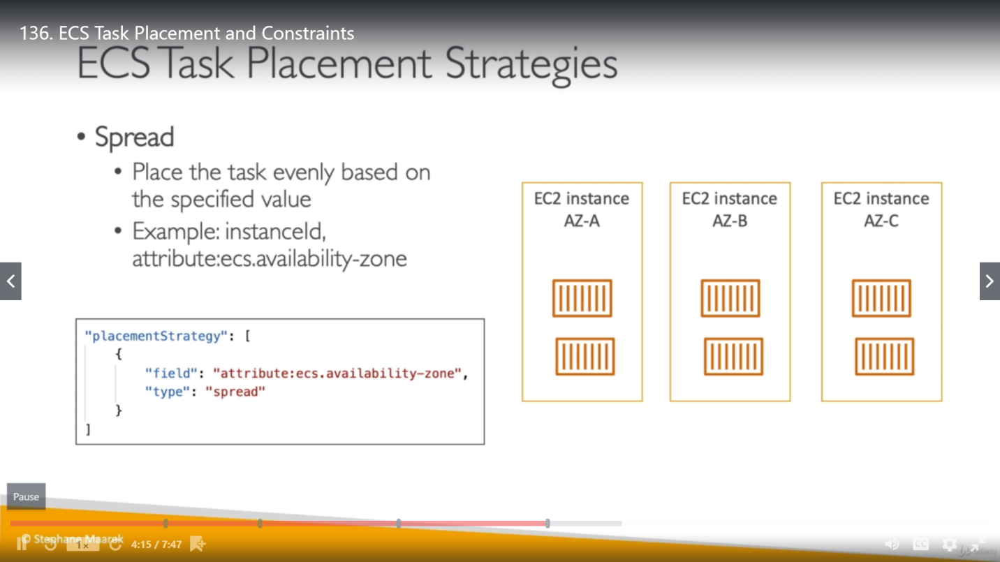 136. ECS Task Placement and Constraints
ECS Task Placement Strategies
• Spread
• Place the task evenly based on
the specified value
• Example: instanceId,
attribute:ecs.availability-zone
"placementStrategy": [
{
"field": "attribute:ecs.availability-zone",
"type": "spread"
}
]
EC2 instance
AZ-A
EC2 instance
AZ-B
EC2 instance
AZ-C
Pause
© Stephane Maarek
1x
4:15 / 7:47
CC